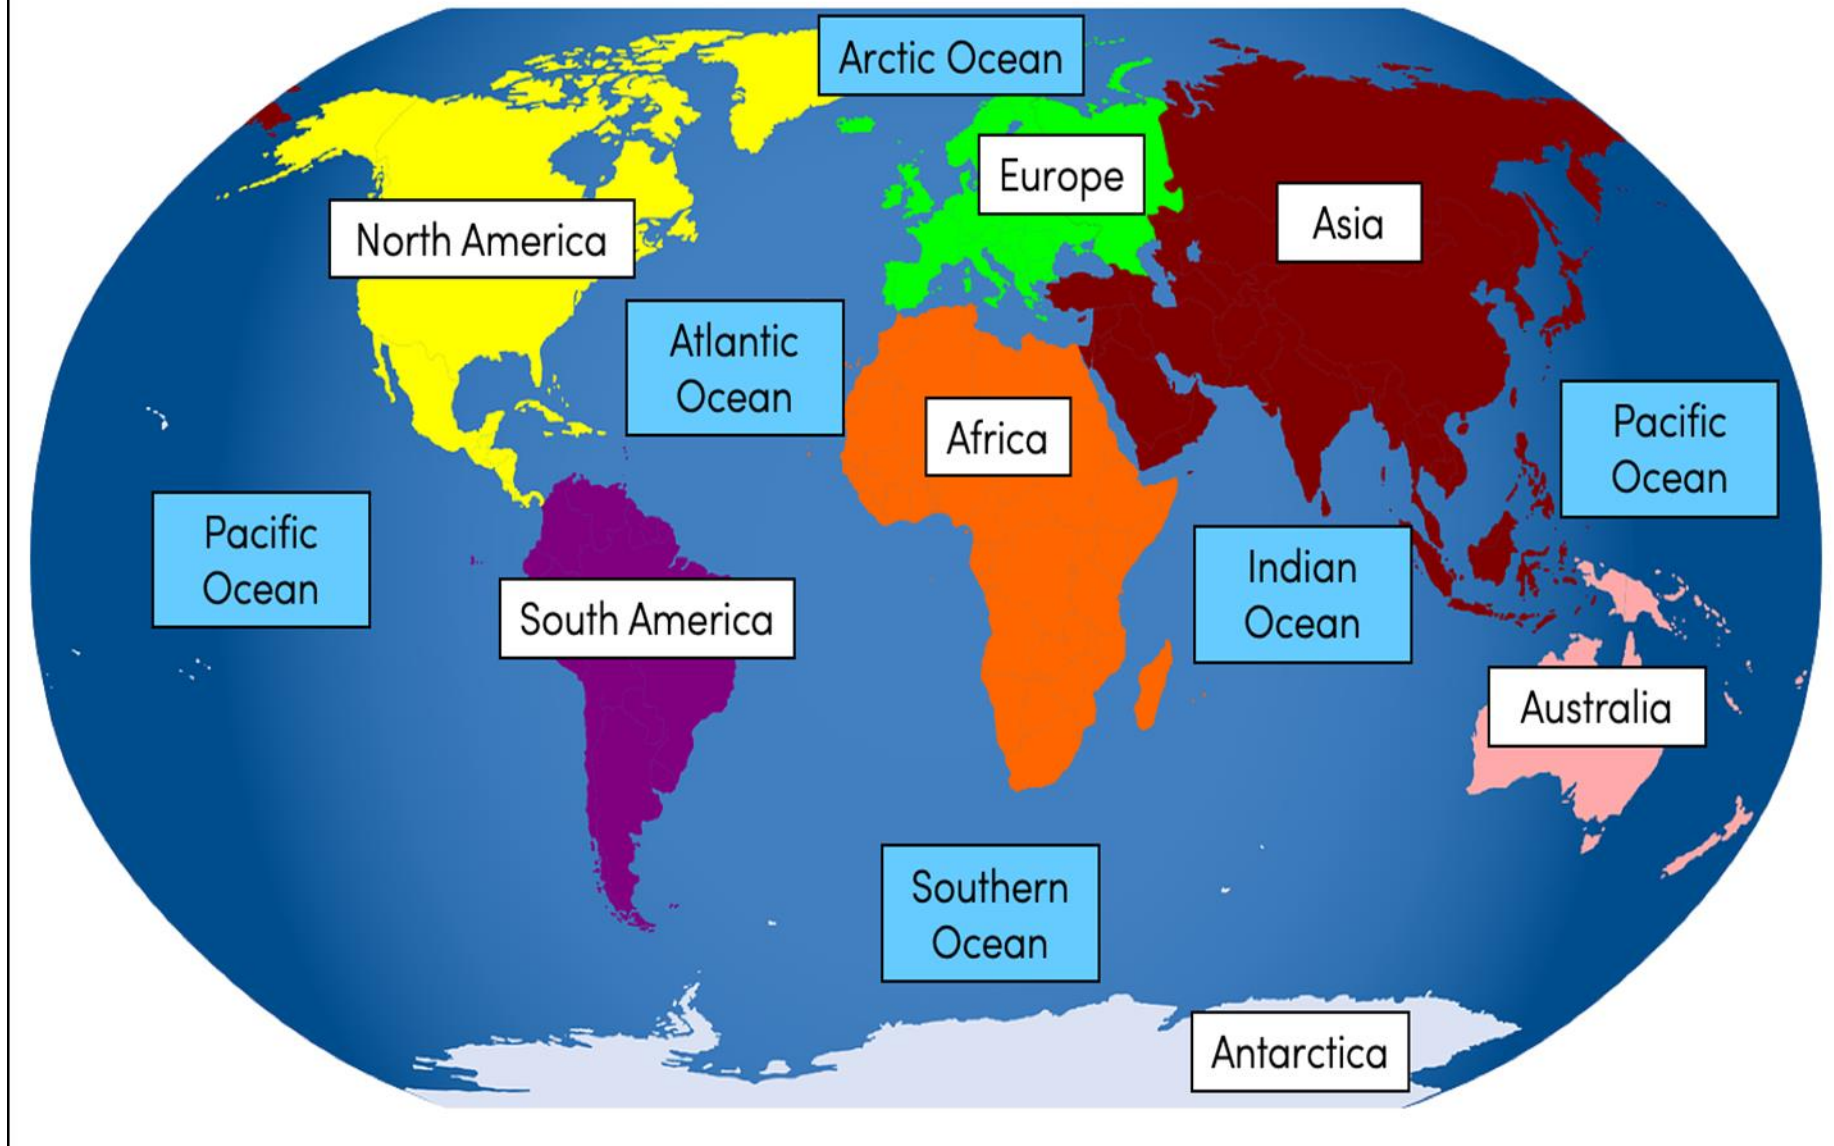 Arctic Ocean
Europe
Asia
North America
Atlantic
Ocean
Africa
Pacific
Ocean
Pacific
Ocean
Indian
Ocean
South America
Australia
Southern
Ocean
Antarctica